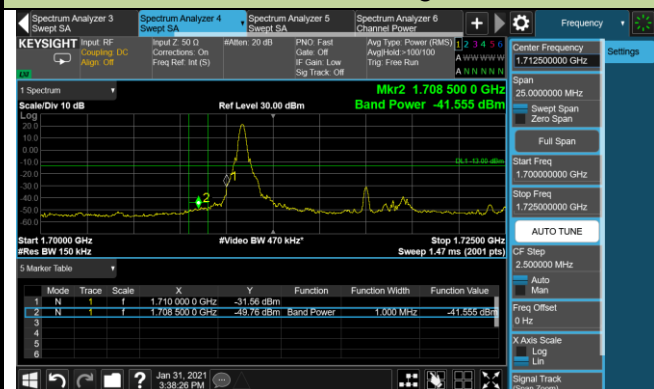 Spectrum Analyzer 3
Swept SA
Spectrum Analyzer 4
Swept SA
Spectrum Analyzer 5
Swept SA
Spectrum Analyzer 6
Channel Power
+
Frequency
KEYSIGHT
Input: RF
Coupling: DC
Align: Off
Input Z: 50 Ω
Corrections: On
Freq Ref: Int (S)
#Atten: 20 dB
PNO: Fast
Gate: Off
IF Gain: Low
Sig Track: Off
Avg Type: Power (RMS)
Avg|Hold: >100/100
Trig: Free Run
1 2 3 4 5 6
A W W W W W
A N N N N N
LXI
Center Frequency
1.712500000 GHz
Settings
Span
25.0000000 MHz
Swept Span
Zero Span
Full Span
Start Freq
1.700000000 GHz
Stop Freq
1.725000000 GHz
AUTO TUNE
CF Step
2.500000 MHz
Auto
Man
Freq Offset
0 Hz
X Axis Scale
Log
Lin
Signal Track
(Span Zoom)
1 Spectrum
Scale/Div 10 dB
Log
Ref Level 30.00 dBm
Mkr2 1.708 500 0 GHz
Band Power -41.555 dBm
20.0
10.0
0.00
-10.0
-20.0
-30.0
-40.0
-50.0
-60.0
DL1 -13.00 dBm
1
2
Start 1.70000 GHz
#Res BW 150 kHz
#Video BW 470 kHz*
Stop 1.72500 GHz
Sweep 1.47 ms (2001 pts)
5 Marker Table
Mode Trace Scale X Y Function Function Width Function Value
1 N 1 f 1.710 000 0 GHz -31.56 dBm
2 N 1 f 1.708 500 0 GHz -49.76 dBm Band Power 1.000 MHz -41.555 dBm
3
4
5
6
?
Jan 31, 2021
3:38:26 PM